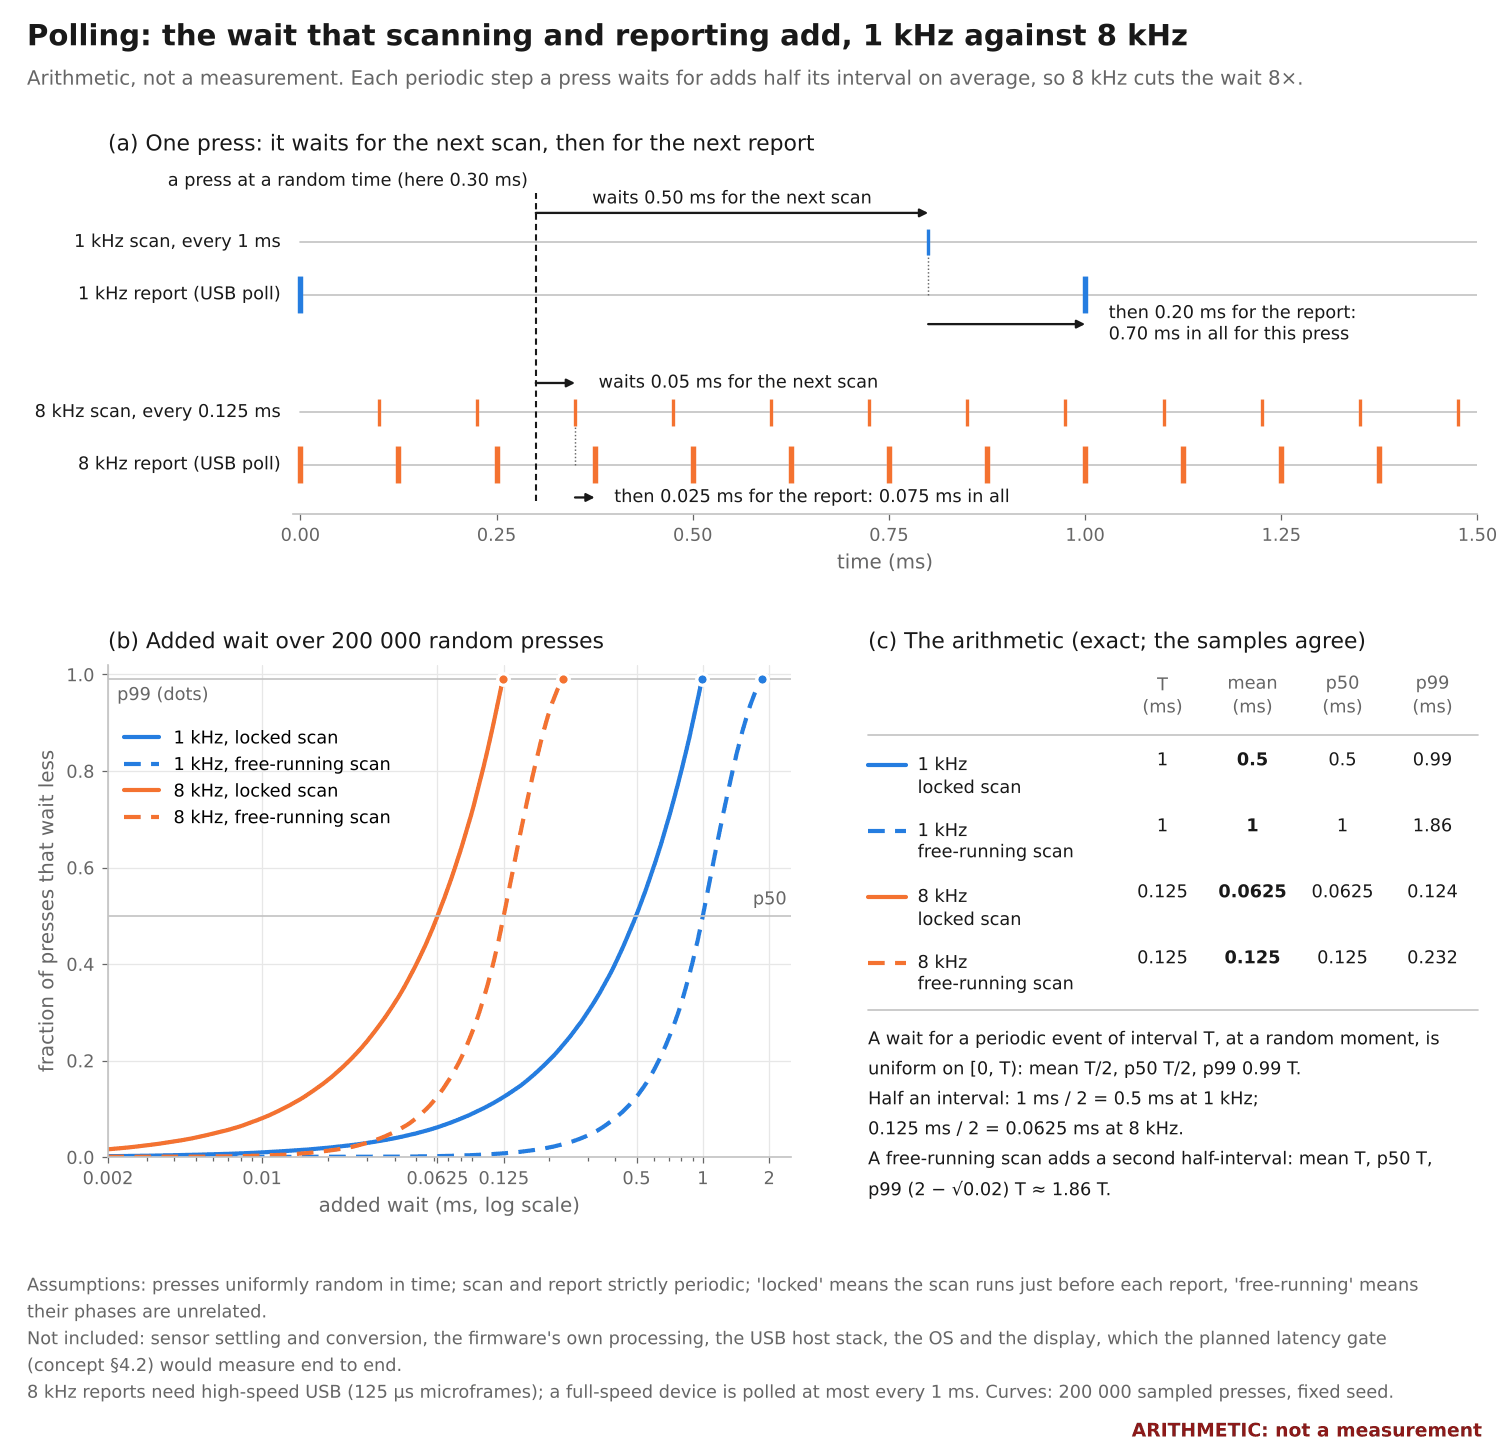 Polling: the wait that scanning and reporting add, 1 kHz against 8 kHz
Arithmetic, not a measurement. Each periodic step a press waits for adds half its interval on average, so 8 kHz cuts the wait 8×.
(a) One press: it waits for the next scan, then for the next report
a press at a random time (here 0.30 ms)
waits 0.50 ms for the next scan
1 kHz scan, every 1 ms
1 kHz report (USB poll)
then 0.20 ms for the report:
0.70 ms in all for this press
waits 0.05 ms for the next scan
8 kHz scan, every 0.125 ms
8 kHz report (USB poll)
then 0.025 ms for the report: 0.075 ms in all
0.00 0.25 0.50 0.75 1.00 1.25 1.50
time (ms)
(b) Added wait over 200 000 random presses
1.0
p99 (dots)
1 kHz, locked scan
1 kHz, free-running scan
0.8
8 kHz, locked scan
8 kHz, free-running scan
0.6
p50
0.4
0.2
0.0
fraction of presses that wait less
0.002 0.01 0.0625 0.125 0.5 1 2
added wait (ms, log scale)
(c) The arithmetic (exact; the samples agree)
T mean p50 p99
(ms) (ms) (ms) (ms)
1 kHz 1 0.5 0.5 0.99
locked scan
1 kHz 1 1 1 1.86
free-running scan
8 kHz 0.125 0.0625 0.0625 0.124
locked scan
8 kHz 0.125 0.125 0.125 0.232
free-running scan
A wait for a periodic event of interval T, at a random moment, is
uniform on [0, T): mean T/2, p50 T/2, p99 0.99 T.
Half an interval: 1 ms / 2 = 0.5 ms at 1 kHz;
0.125 ms / 2 = 0.0625 ms at 8 kHz.
A free-running scan adds a second half-interval: mean T, p50 T,
p99 (2 − √0.02) T ≈ 1.86 T.
Assumptions: presses uniformly random in time; scan and report strictly periodic; 'locked' means the scan runs just before each report, 'free-running' means
their phases are unrelated.
Not included: sensor settling and conversion, the firmware's own processing, the USB host stack, the OS and the display, which the planned latency gate
(concept §4.2) would measure end to end.
8 kHz reports need high-speed USB (125 µs microframes); a full-speed device is polled at most every 1 ms. Curves: 200 000 sampled presses, fixed seed.
ARITHMETIC: not a measurement